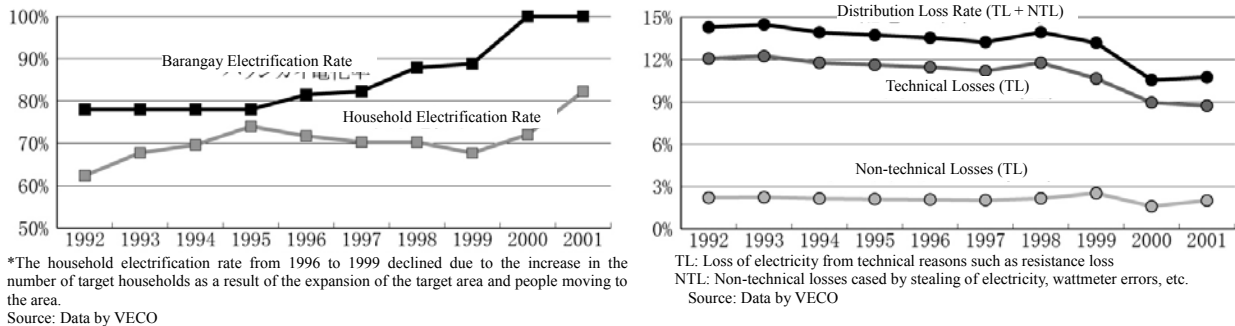 100%
90%
80%
70%
60%
50%
Barangay Electrification Rate
Household Electrification Rate
1992 1993 1994 1995 1996 1997 1998 1999 2000 2001
*The household electrification rate from 1996 to 1999 declined due to the increase in the
number of target households as a result of the expansion of the target area and people moving to
the area.
Source: Data by VECO
15%
12%
9%
6%
3%
0%
Distribution Loss Rate (TL + NTL)
Technical Losses (TL)
Non-technical Losses (TL)
1992 1993 1994 1995 1996 1997 1998 1999 2000 2001
TL: Loss of electricity from technical reasons such as resistance loss
NTL: Non-technical losses cased by stealing of electricity, wattmeter errors, etc.
Source: Data by VECO